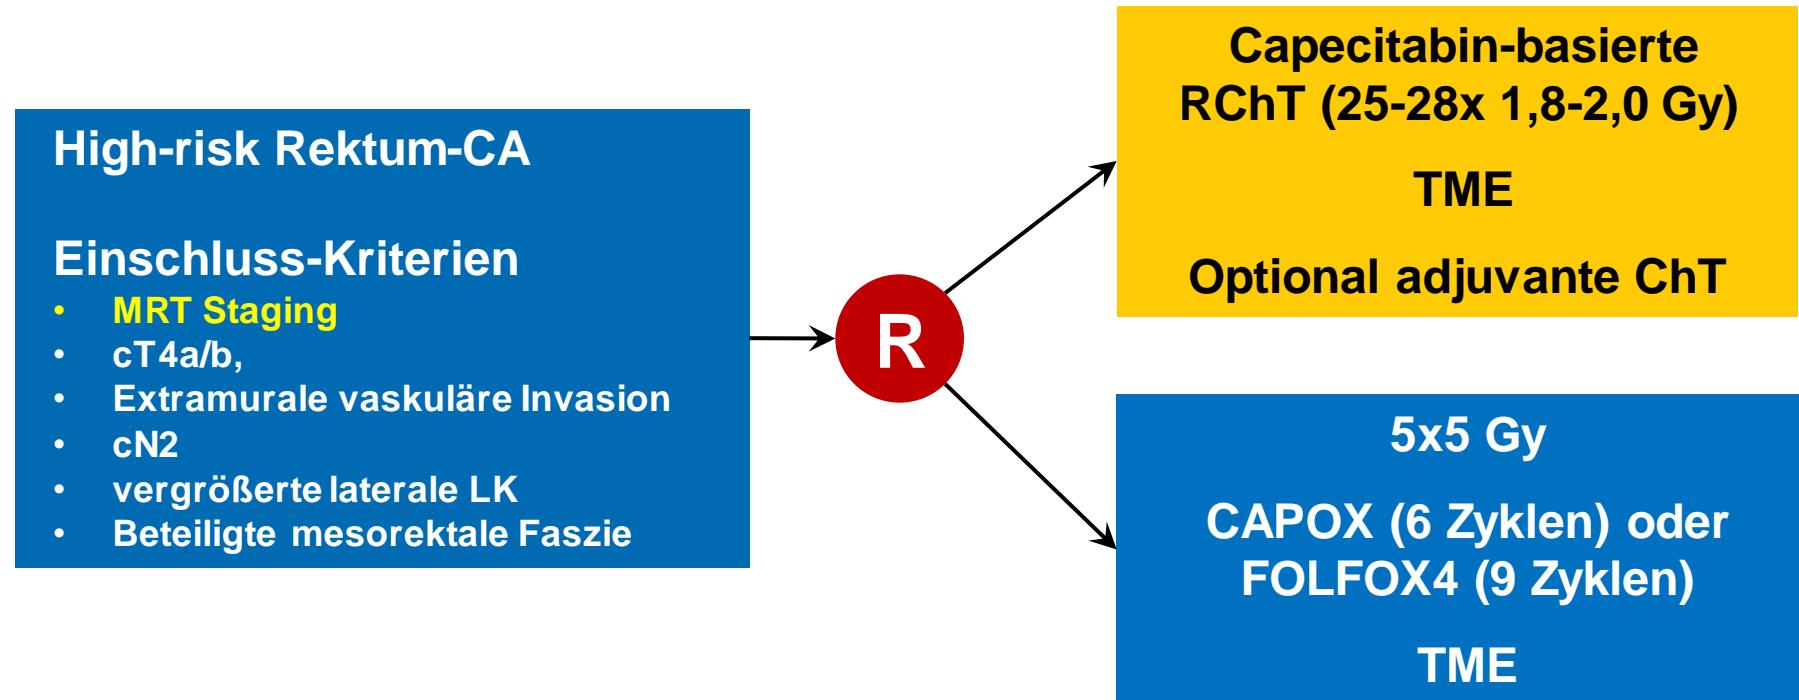 High-risk Rektum-CA
Einschluss-Kriterien
• MRT Staging
• cT4a/b,
• Extramurale vaskuläre Invasion
• cN2
• vergrößerte laterale LK
• Beteiligte mesorektale Faszie
R
Capecitabin-basierte
RChT (25-28x 1,8-2,0 Gy)
TME
Optional adjuvante ChT
5x5 Gy
CAPOX (6 Zyklen) oder
FOLFOX4 (9 Zyklen)
TME